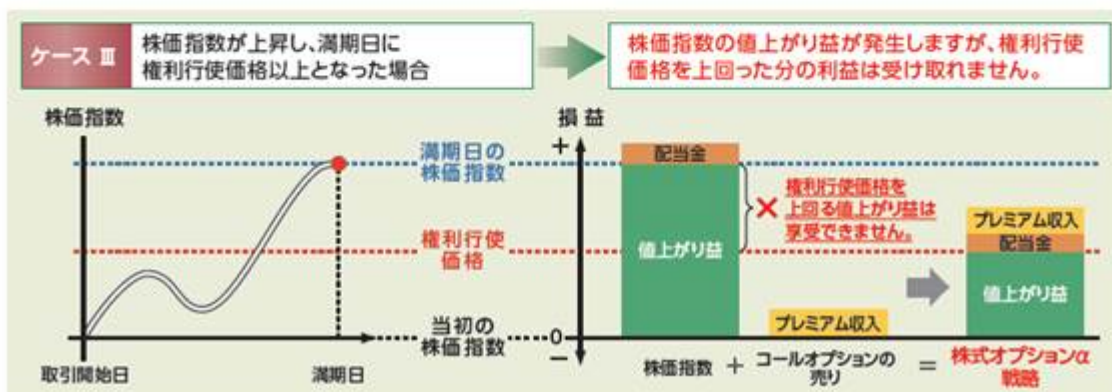 ケース Ⅲ
株価指数が上昇し、満期日に
権利行使価格以上となった場合
株価指数の値上がり益が発生しますが、権利行使
価格を上回った分の利益は受け取れません。
株価指数
満期日の
株価指数
権利行使
価格
当初の
株価指数
取引開始日
満期日
損 益
+
0
−
配当金
値上がり益
×
権利行使価格を
上回る値上がり益は
享受できません。
プレミアム収入
プレミアム収入
配当金
値上がり益
株価指数
+
コールオプションの
売り
=
株式オプションα
戦略